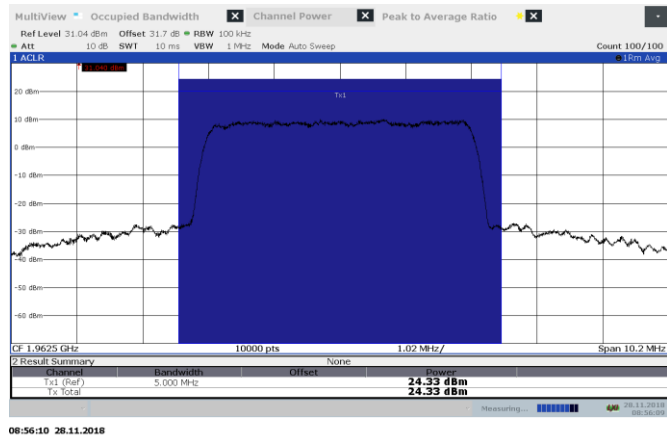 MultiView Occupied Bandwidth X Channel Power X Peak to Average Ratio X
Ref Level 31.04 dBm Offset 31.7 dB RBW 100 kHz
Att 10 dB SWT 10 ms VBW 1 MHz Mode Auto Sweep Count 100/100
1 ACLR 1Rm Avg
31.040 dBm
Tx1
20 dBm
10 dBm
0 dBm
-10 dBm
-20 dBm
-30 dBm
-40 dBm
-50 dBm
-60 dBm
CF 1.9625 GHz 10000 pts 1.02 MHz/ Span 10.2 MHz
2 Result Summary None
Channel Bandwidth Offset Power
Tx1 (Ref) 5.000 MHz 24.33 dBm
Tx Total 24.33 dBm
Measuring... 28.11.2018
08:56:09
08:56:10 28.11.2018